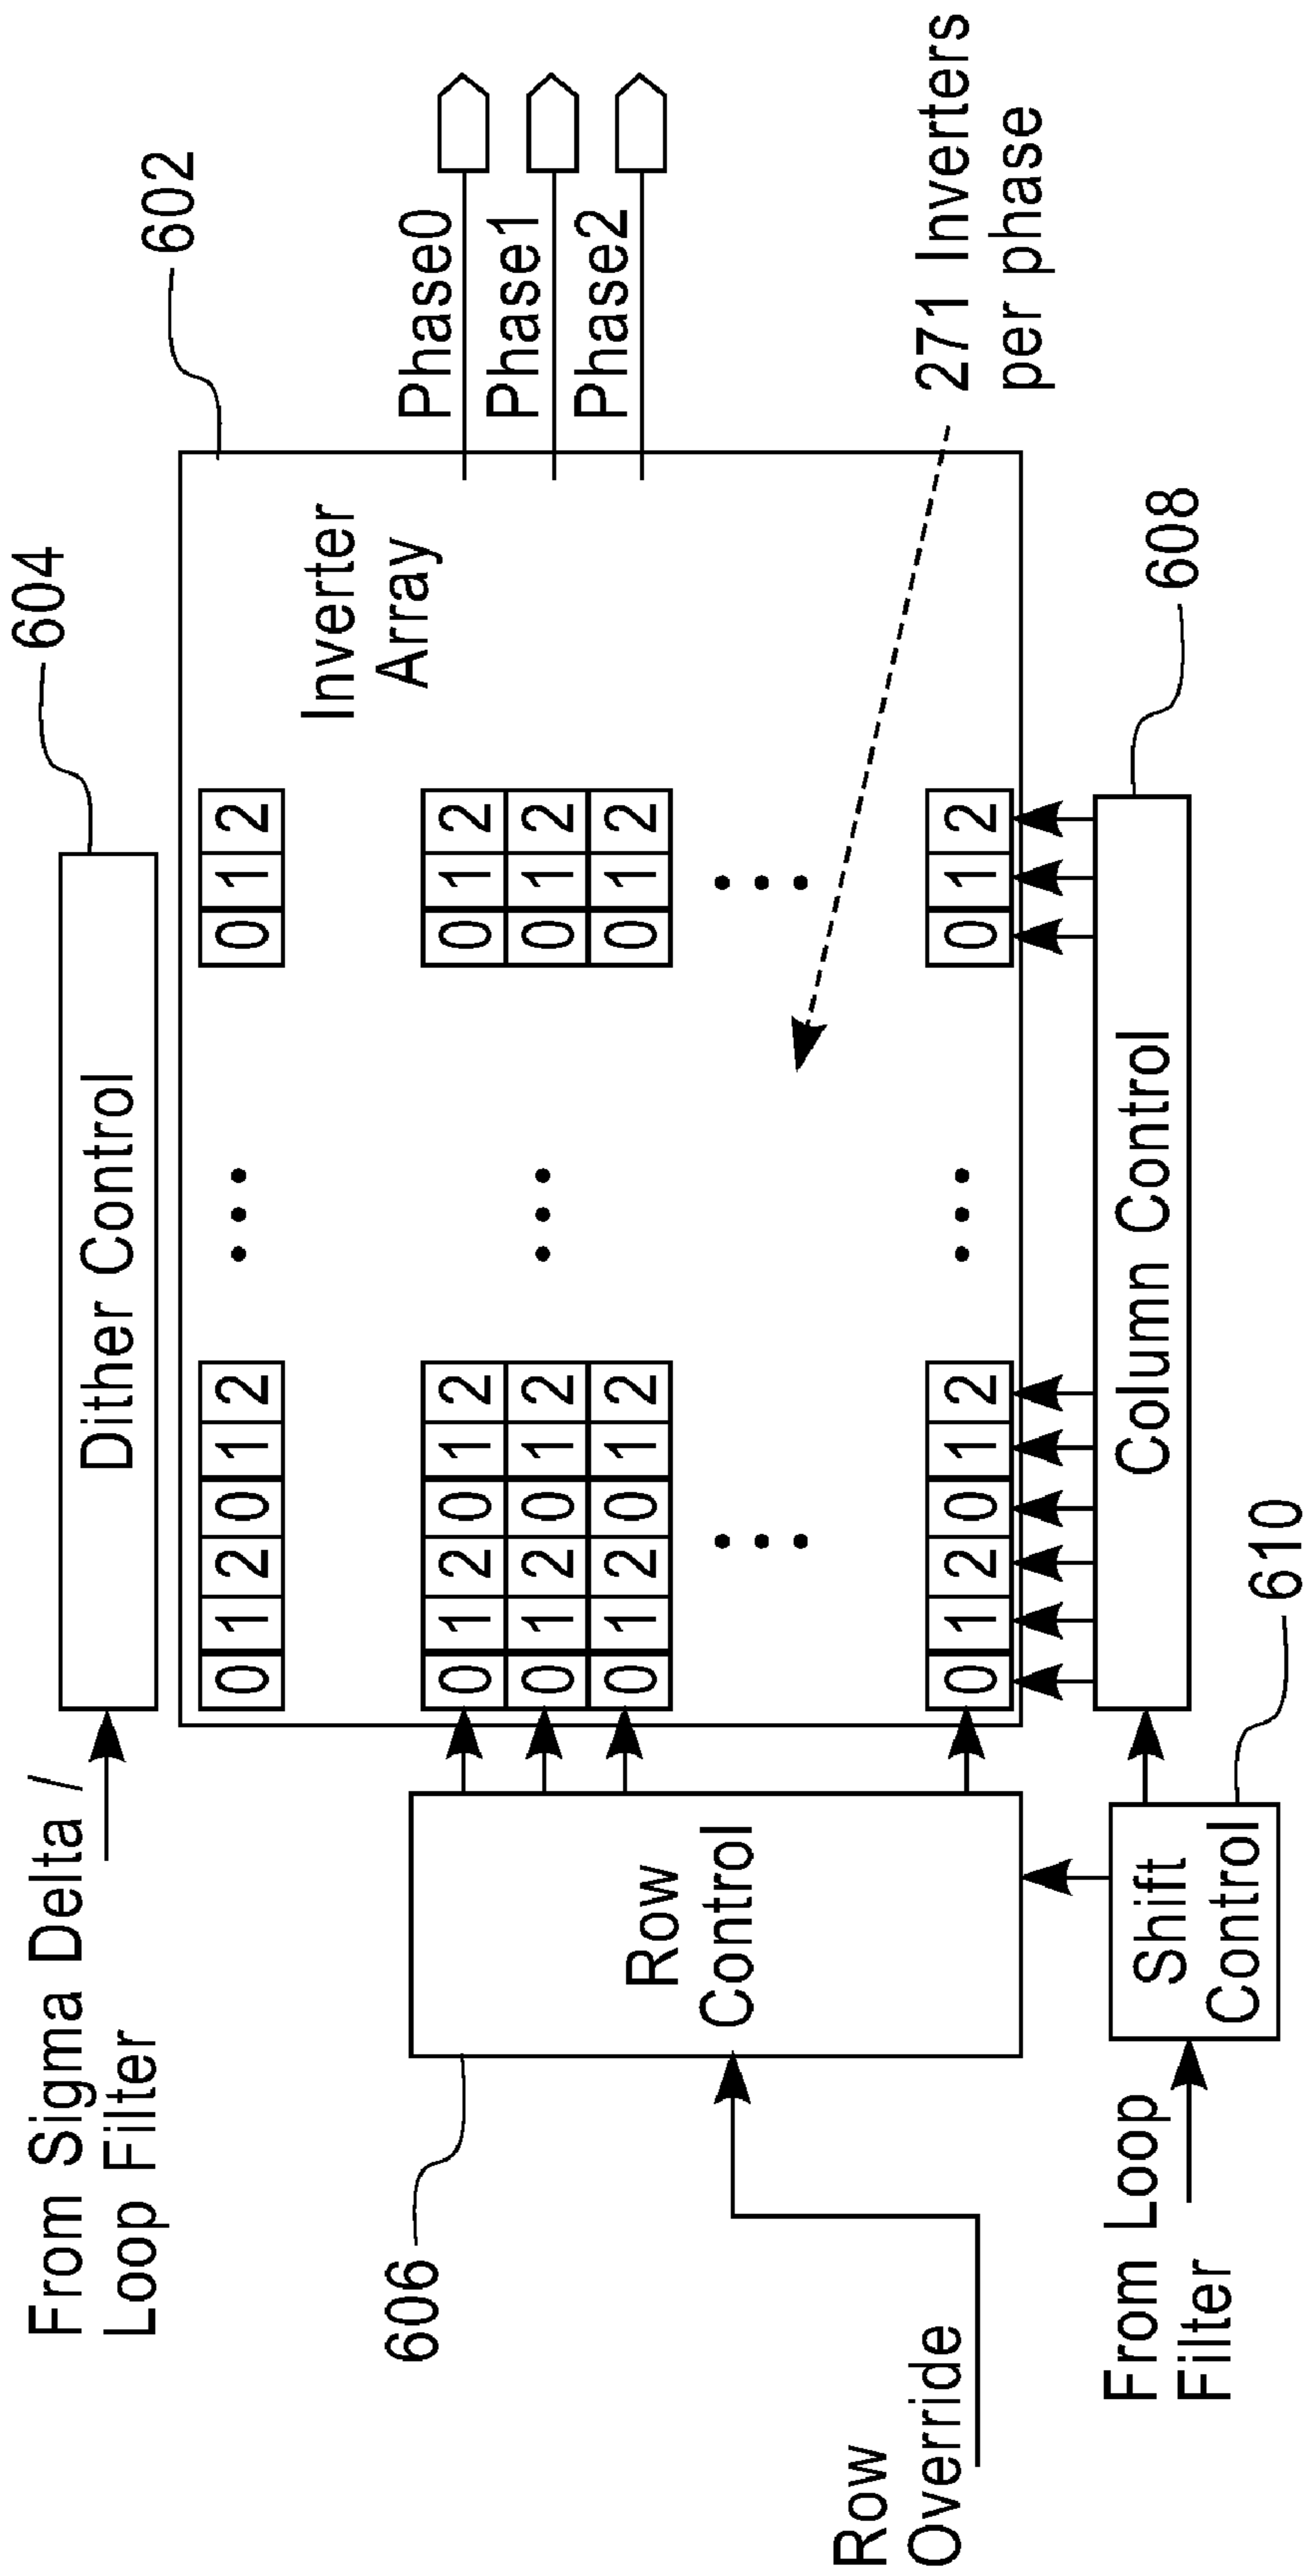 604
602
From Sigma Delta /
Loop Filter
Dither Control
0 1 2 0 1 2 0 1 2
Inverter
Array
606
Row
Control
0 1 2 0 1 2 0 1 2
0 1 2 0 1 2 0 1 2
0 1 2 0 1 2 0 1 2
Phase0
Phase1
Phase2
Row
Override
0 1 2 0 1 2 0 1 2
271 Inverters
per phase
From Loop
Filter
Shift
Control
610
Column Control
608